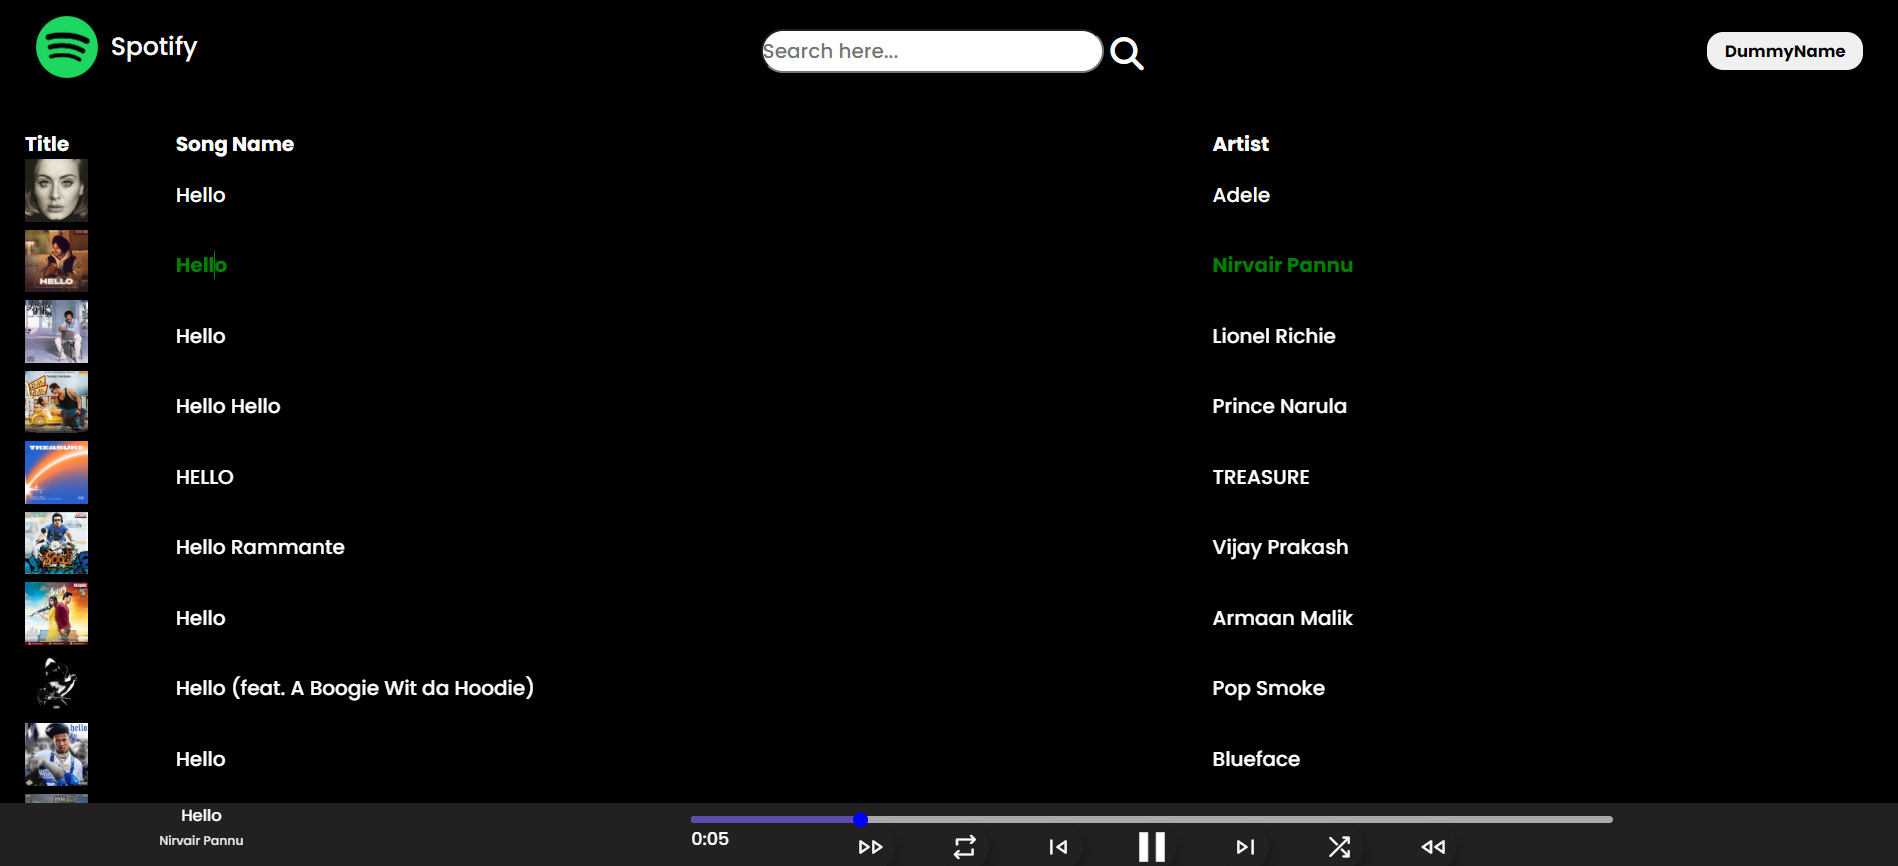 Spotify
Search here...
DummyName
Title Song Name Artist
Hello Adele
Hello Nirvair Pannu
HELLO
Hello Lionel Richie
Hello Hello Prince Narula
TREASURE
HELLO TREASURE
Hello Rammante Vijay Prakash
Hello Armaan Malik
Hello (feat. A Boogie Wit da Hoodie) Pop Smoke
hello
Hello Blueface
Hello
Nirvair Pannu
0:05